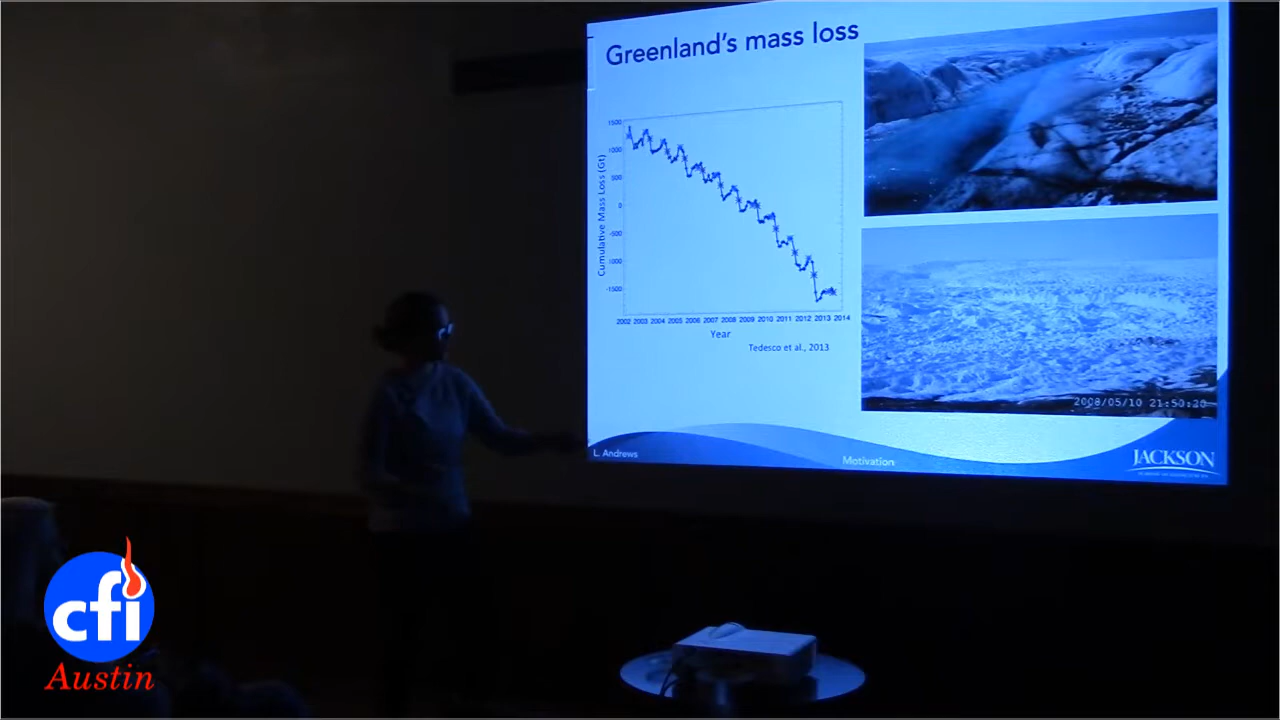 Greenland's mass loss
1500
1000
500
0
-500
-1000
-1500
Cumulative Mass Loss (Gt)
2002 2003 2004 2005 2006 2007 2008 2009 2010 2011 2012 2013 2014
Year
Tedesco et al., 2013
2008/05/10 21:50:20
L. Andrews
Motivation
JACKSON
cfi
Austin